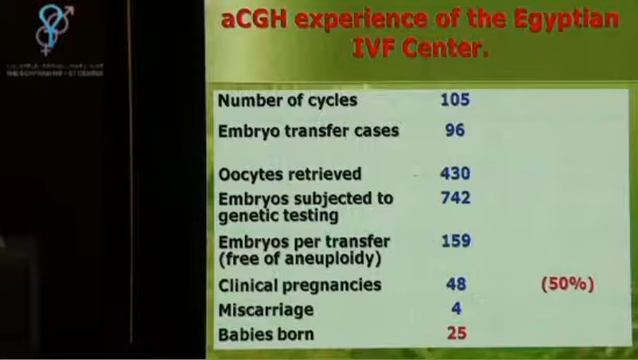 aCGH experience of the Egyptian
IVF Center.
Number of cycles 105
Embryo transfer cases 96
Oocytes retrieved 430
Embryos subjected to 742
genetic testing
Embryos per transfer 159
(free of aneuploidy)
Clinical pregnancies 48 (50%)
Miscarriage 4
Babies born 25